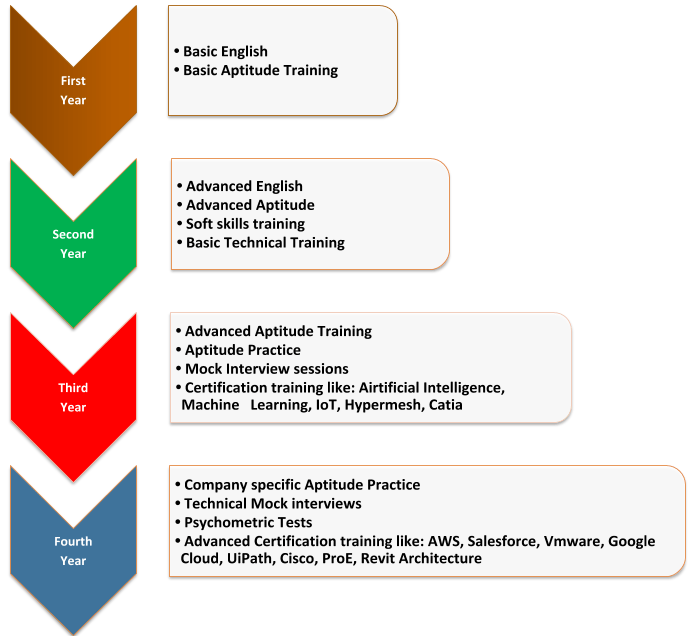 First
Year
• Basic English
• Basic Aptitude Training
Second
Year
• Advanced English
• Advanced Aptitude
• Soft skills training
• Basic Technical Training
Third
Year
• Advanced Aptitude Training
• Aptitude Practice
• Mock Interview sessions
• Certification training like: Airtificial Intelligence,
Machine   Learning, IoT, Hypermesh, Catia
Fourth
Year
• Company specific Aptitude Practice
• Technical Mock interviews
• Psychometric Tests
• Advanced Certification training like: AWS, Salesforce, Vmware, Google
Cloud, UiPath, Cisco, ProE, Revit Architecture